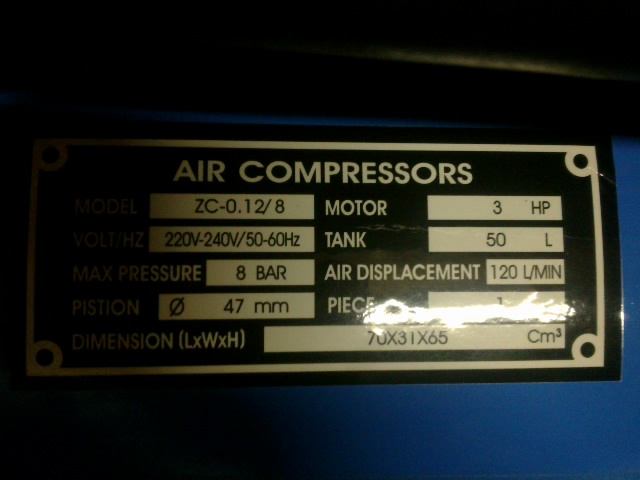 AIR COMPRESSORS
MODEL ZC-0.12/8 MOTOR 3 HP
VOLT/HZ 220V-240V/50-60Hz TANK 50 L
MAX PRESSURE 8 BAR AIR DISPLACEMENT 120 L/MIN
PISTION Ø 47 mm PIECE 1
DIMENSION (LxWxH) 70X31X65 Cm³